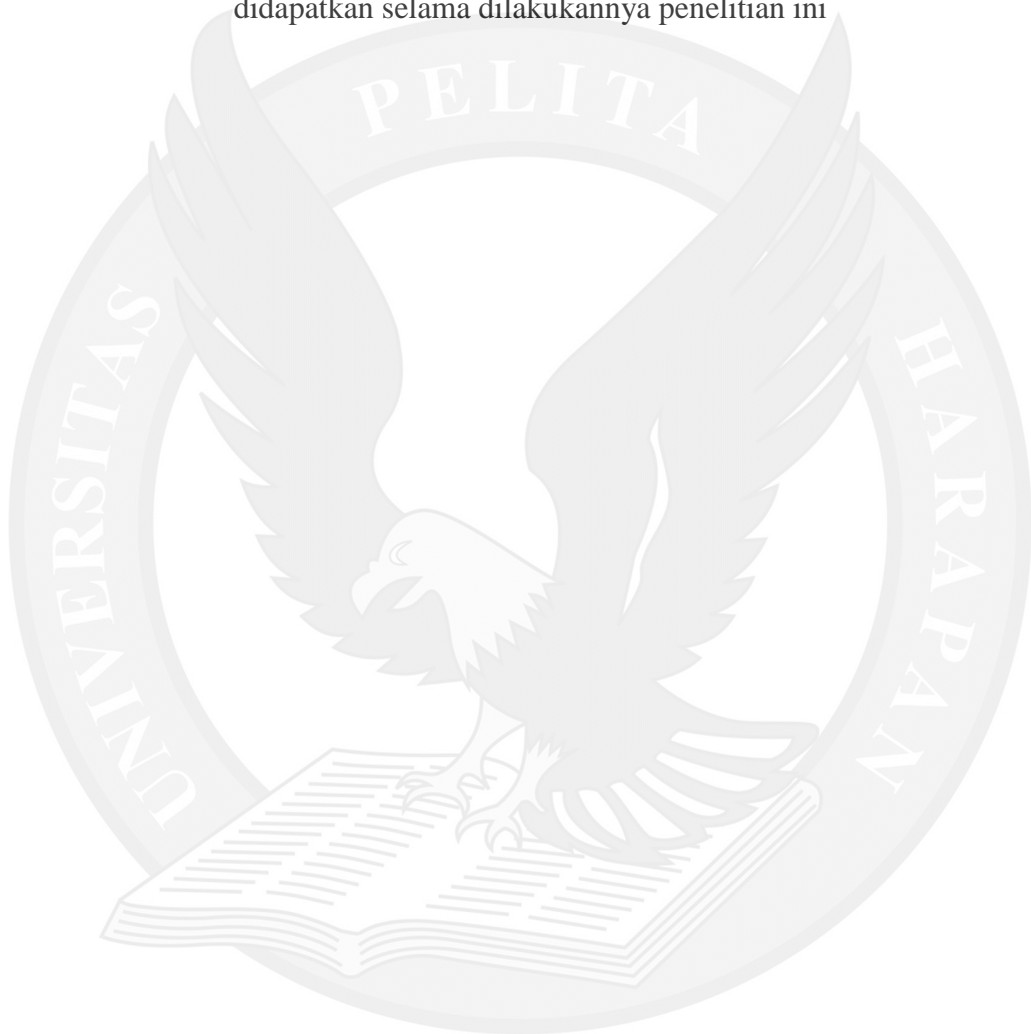 didapatkan selama dilakukannya penelitian ini
PELITA
UNIVERSITAS
HARAPAN